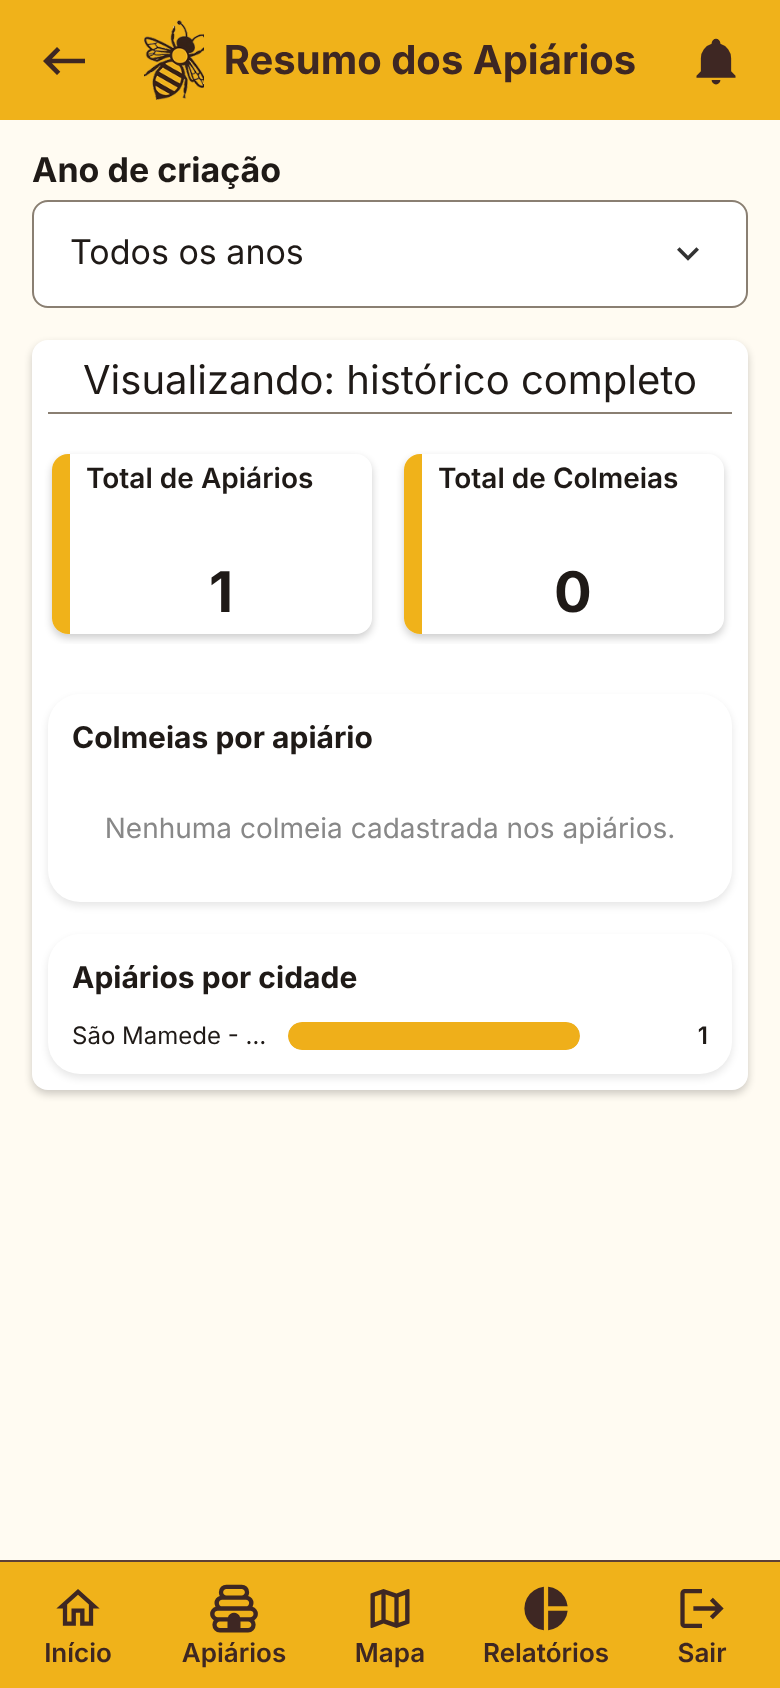 Resumo dos Apiários
Ano de criação
Todos os anos
Visualizando: histórico completo
Total de Apiários
1
Total de Colmeias
0
Colmeias por apiário
Nenhuma colmeia cadastrada nos apiários.
Apiários por cidade
São Mamede - ...
1
Início
Apiários
Mapa
Relatórios
Sair